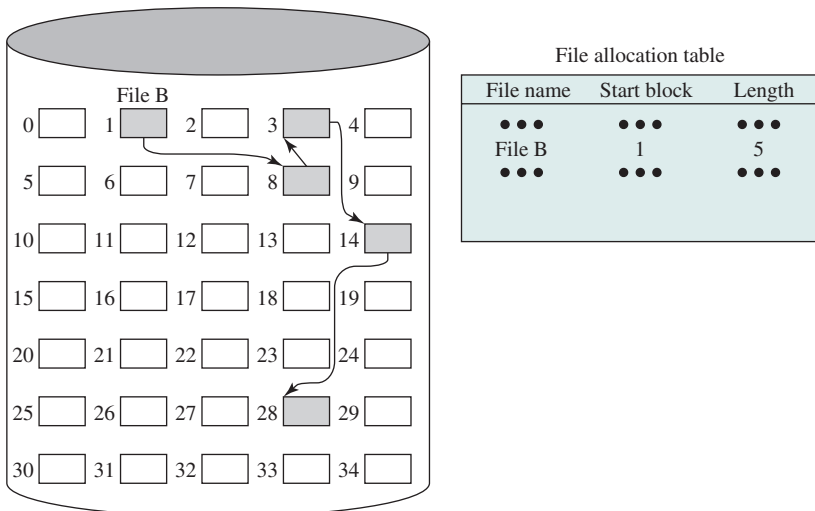 File allocation table
File name Start block Length
••• ••• •••
File B 1 5
••• ••• •••
File B
0 1 2 3 4
5 6 7 8 9
10 11 12 13 14
15 16 17 18 19
20 21 22 23 24
25 26 27 28 29
30 31 32 33 34